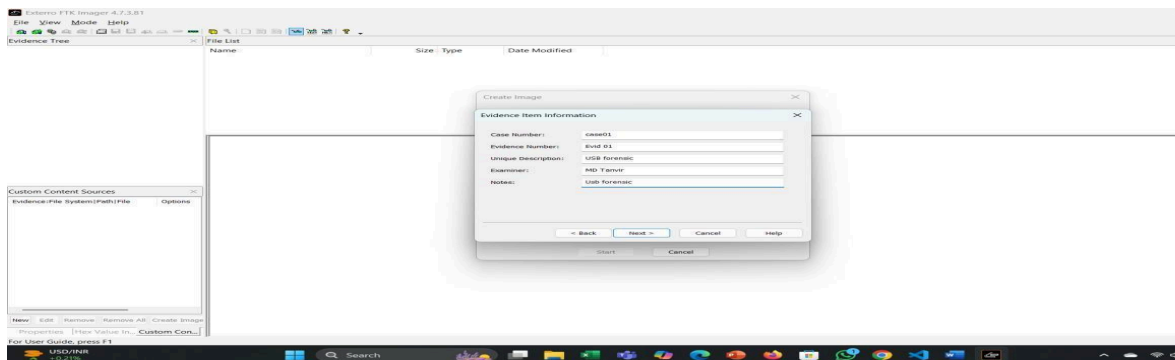 Exterro FTK Imager 4.7.3.81
File View Mode Help
Evidence Tree
File List
Name Size Type Date Modified
Create Image
Evidence Item Information
Case Number: case01
Evidence Number: Evid 01
Unique Description: USB forensic
Examiner: MD Tanvir
Notes: Usb forensic
< Back Next > Cancel Help
Start Cancel
Custom Content Sources
Evidence:File System|Path|File Options
New Edit Remove Remove All Create Image
Properties Hex Value In... Custom Con...
For User Guide, press F1
USD/INR
+0.21%
Search